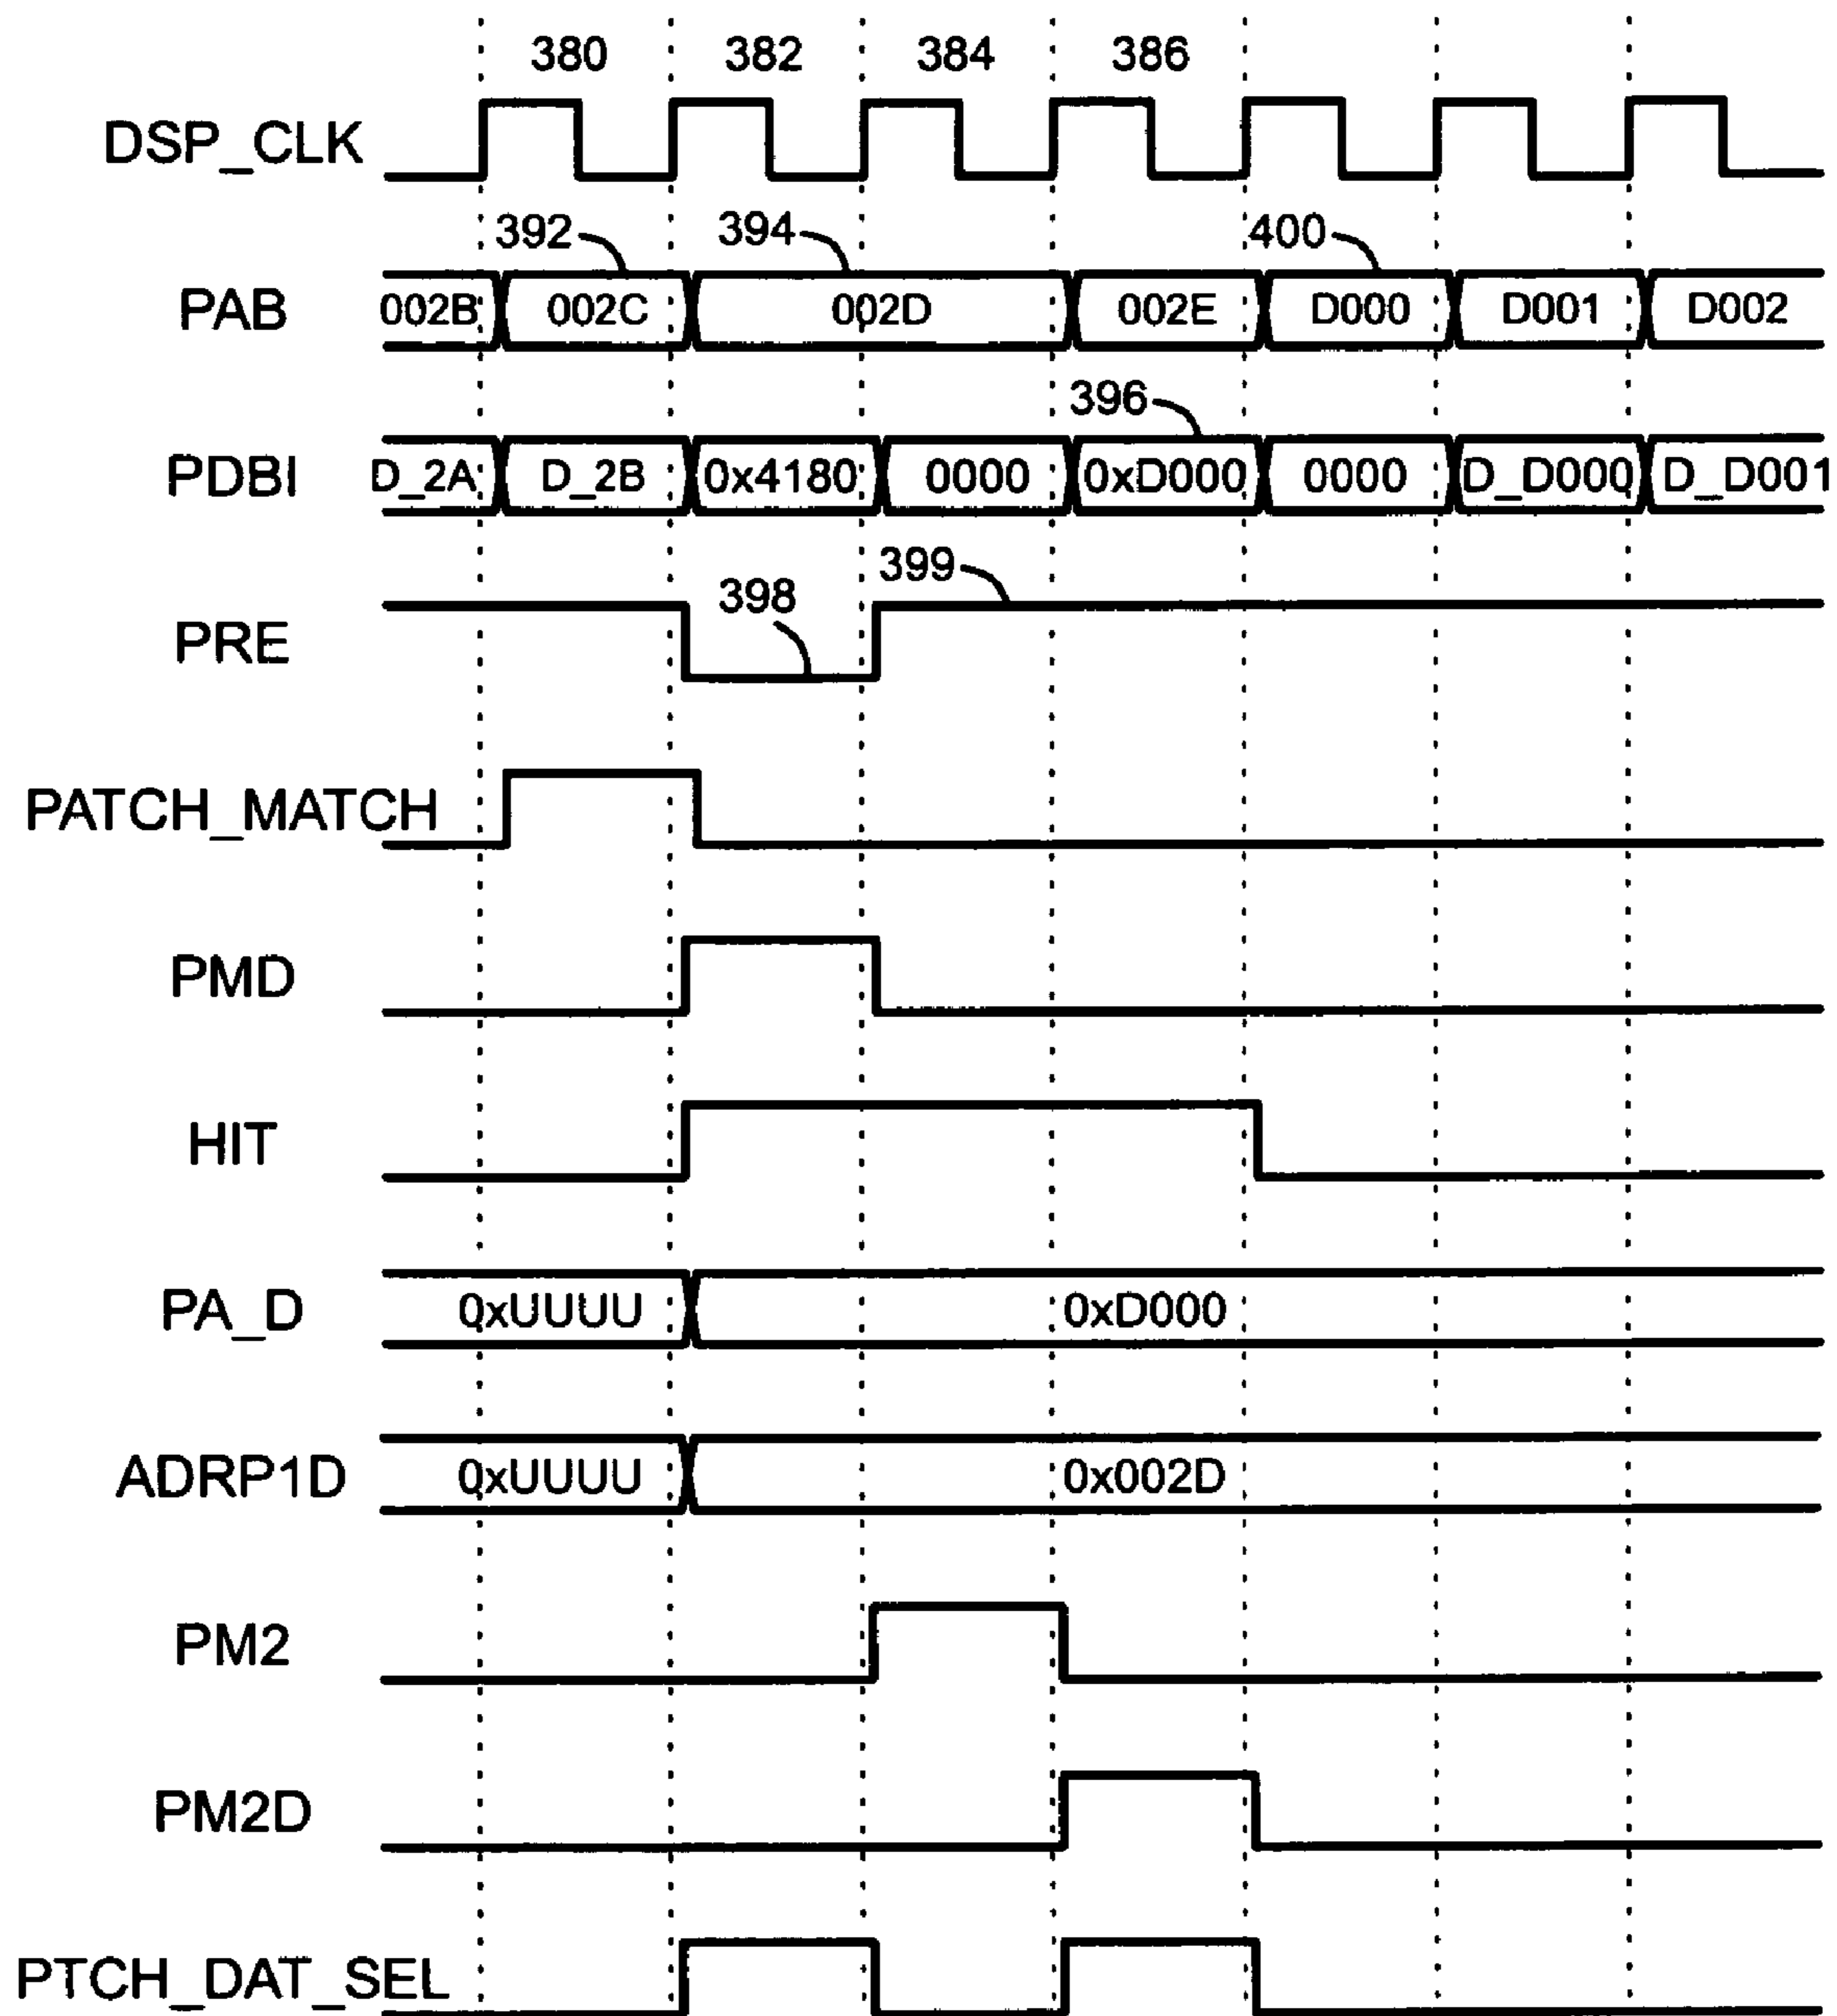 380 382 384 386
DSP_CLK
392 394 400
PAB 002B 002C 002D 002E D000 D001 D002
396
PDBI D_2A D_2B 0x4180 0000 0xD000 0000 D_D000 D_D001
399
398
PRE
PATCH_MATCH
PMD
HIT
PA_D 0xUUUU 0xD000
ADRP1D 0xUUUU 0x002D
PM2
PM2D
PTCH_DAT_SEL